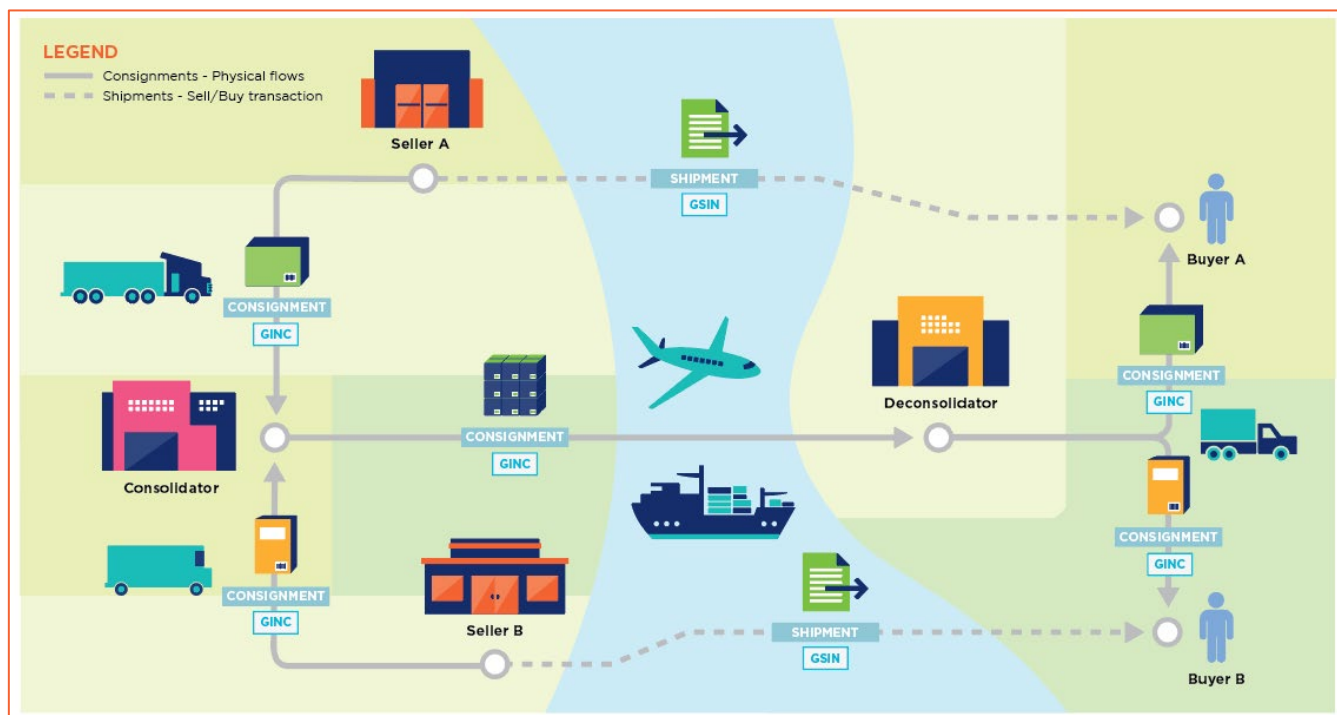 LEGEND
Consignments - Physical flows
Shipments - Sell/Buy transaction
Seller A
SHIPMENT
GSIN
Buyer A
CONSIGNMENT
GINC
Consolidator
CONSIGNMENT
GINC
Deconsolidator
CONSIGNMENT
GINC
CONSIGNMENT
GINC
Seller B
CONSIGNMENT
GINC
SHIPMENT
GSIN
Buyer B